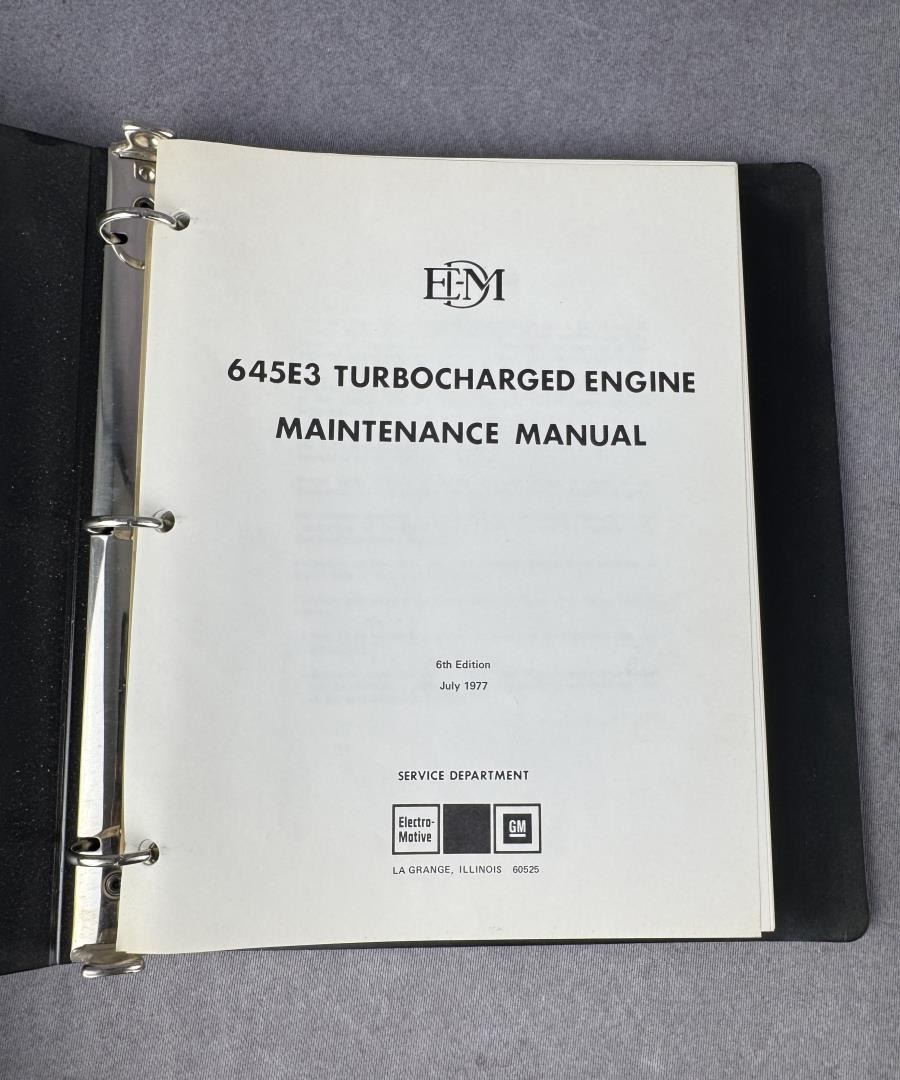 EMD
645E3 TURBOCHARGED ENGINE
MAINTENANCE MANUAL
6th Edition
July 1977
SERVICE DEPARTMENT
Electro-
Motive
GM
LA GRANGE, ILLINOIS 60525